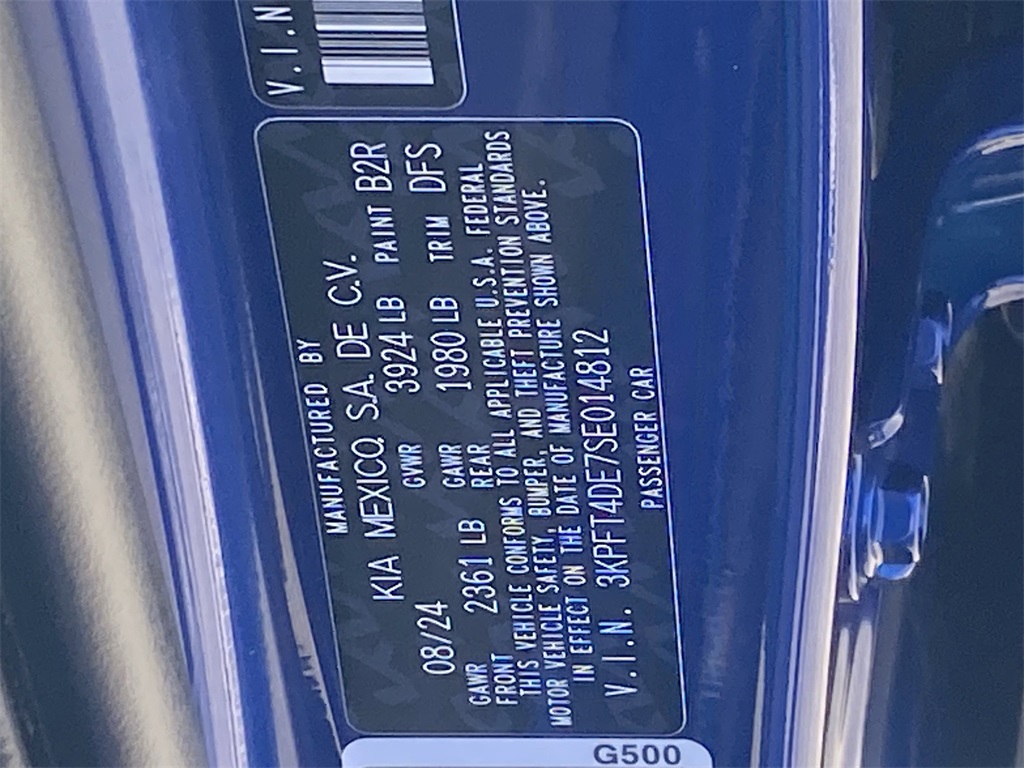 V.I.N
MANUFACTURED BY
KIA MEXICO, S.A. DE C.V.
08/24 GVWR 3924 LB PAINT B2R
GAWR FRONT 2361 LB GAWR REAR 1980 LB TRIM DFS
THIS VEHICLE CONFORMS TO ALL APPLICABLE U.S.A. FEDERAL
MOTOR VEHICLE SAFETY, BUMPER, AND THEFT PREVENTION STANDARDS
IN EFFECT ON THE DATE OF MANUFACTURE SHOWN ABOVE.
V.I.N. 3KPFT4DE7SE014812
PASSENGER CAR
G500